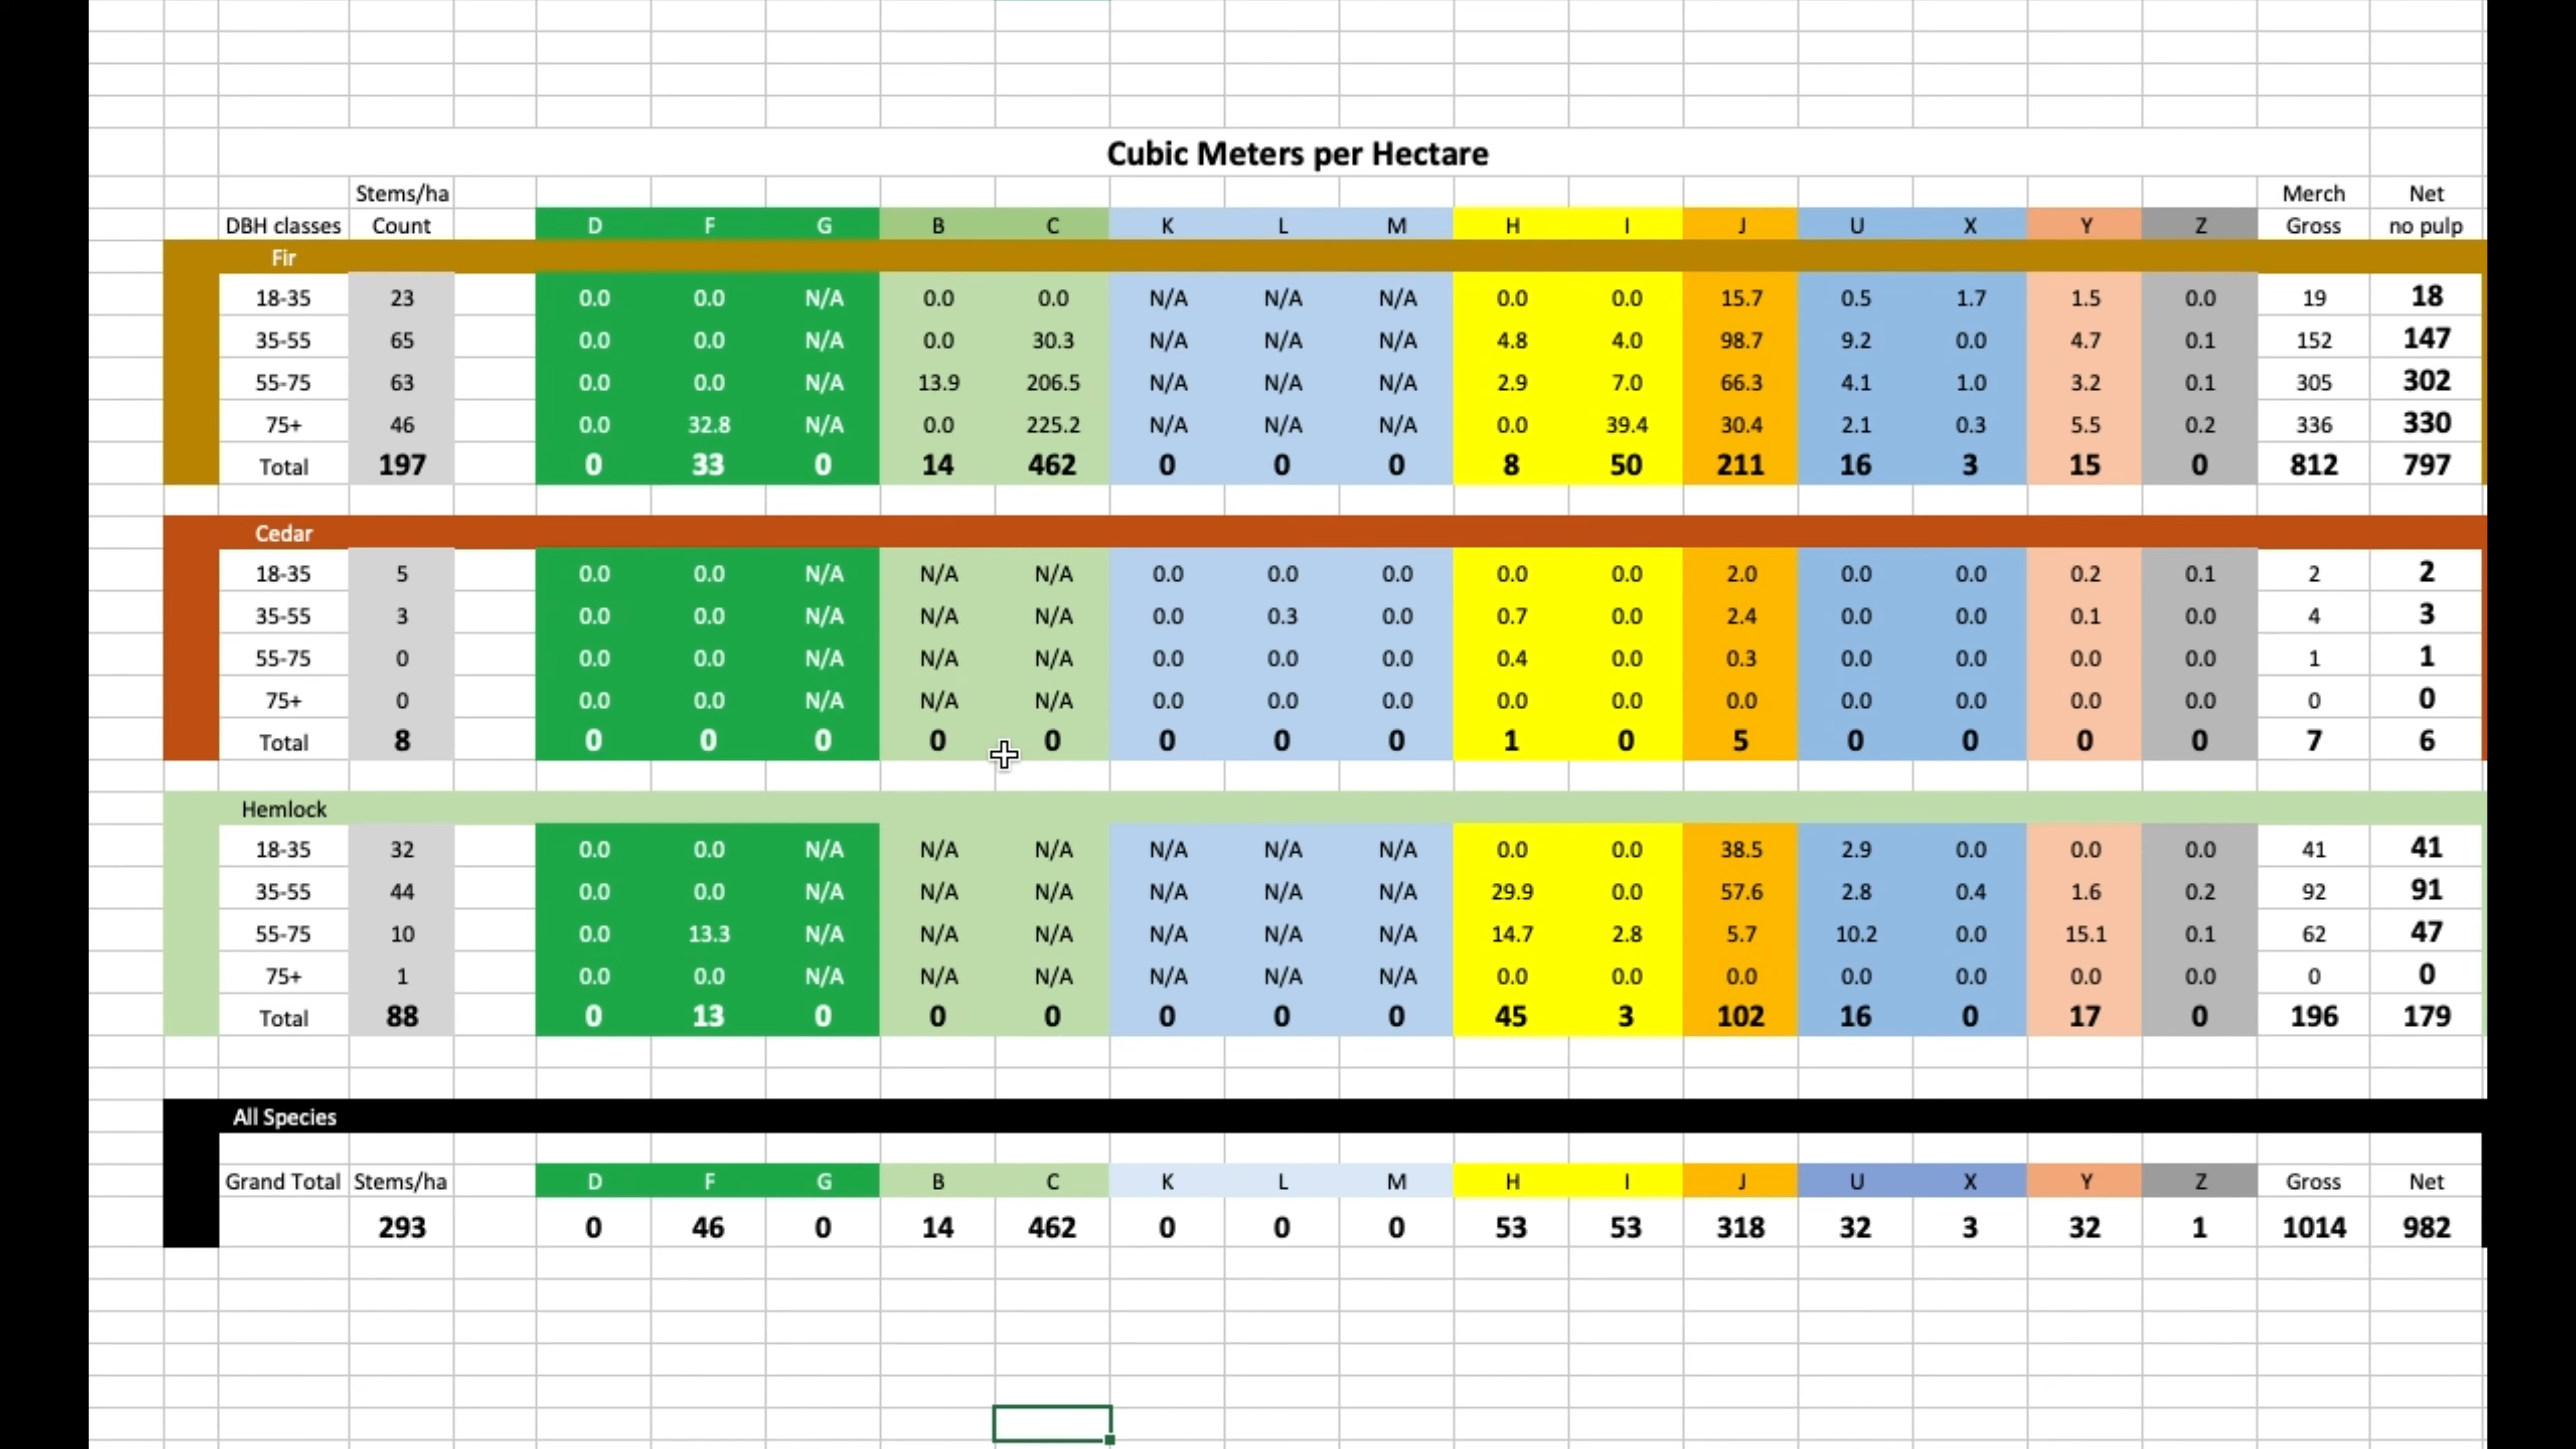 Cubic Meters per Hectare
Stems/ha Merch Net
DBH classes Count D F G B C K L M H I J U X Y Z Gross no pulp
Fir
18-35 23 0.0 0.0 N/A 0.0 0.0 N/A N/A N/A 0.0 0.0 15.7 0.5 1.7 1.5 0.0 19 18
35-55 65 0.0 0.0 N/A 0.0 30.3 N/A N/A N/A 4.8 4.0 98.7 9.2 0.0 4.7 0.1 152 147
55-75 63 0.0 0.0 N/A 13.9 206.5 N/A N/A N/A 2.9 7.0 66.3 4.1 1.0 3.2 0.1 305 302
75+ 46 0.0 32.8 N/A 0.0 225.2 N/A N/A N/A 0.0 39.4 30.4 2.1 0.3 5.5 0.2 336 330
Total 197 0 33 0 14 462 0 0 0 8 50 211 16 3 15 0 812 797
Cedar
18-35 5 0.0 0.0 N/A N/A N/A 0.0 0.0 0.0 0.0 0.0 2.0 0.0 0.0 0.2 0.1 2 2
35-55 3 0.0 0.0 N/A N/A N/A 0.0 0.3 0.0 0.7 0.0 2.4 0.0 0.0 0.1 0.0 4 3
55-75 0 0.0 0.0 N/A N/A N/A 0.0 0.0 0.0 0.4 0.0 0.3 0.0 0.0 0.0 0.0 1 1
75+ 0 0.0 0.0 N/A N/A N/A 0.0 0.0 0.0 0.0 0.0 0.0 0.0 0.0 0.0 0.0 0 0
Total 8 0 0 0 0 0 0 0 0 1 0 5 0 0 0 0 7 6
Hemlock
18-35 32 0.0 0.0 N/A N/A N/A N/A N/A N/A 0.0 0.0 38.5 2.9 0.0 0.0 0.0 41 41
35-55 44 0.0 0.0 N/A N/A N/A N/A N/A N/A 29.9 0.0 57.6 2.8 0.4 1.6 0.2 92 91
55-75 10 0.0 13.3 N/A N/A N/A N/A N/A N/A 14.7 2.8 5.7 10.2 0.0 15.1 0.1 62 47
75+ 1 0.0 0.0 N/A N/A N/A N/A N/A N/A 0.0 0.0 0.0 0.0 0.0 0.0 0.0 0 0
Total 88 0 13 0 0 0 0 0 0 45 3 102 16 0 17 0 196 179
All Species
Grand Total Stems/ha D F G B C K L M H I J U X Y Z Gross Net
293 0 46 0 14 462 0 0 0 53 53 318 32 3 32 1 1014 982